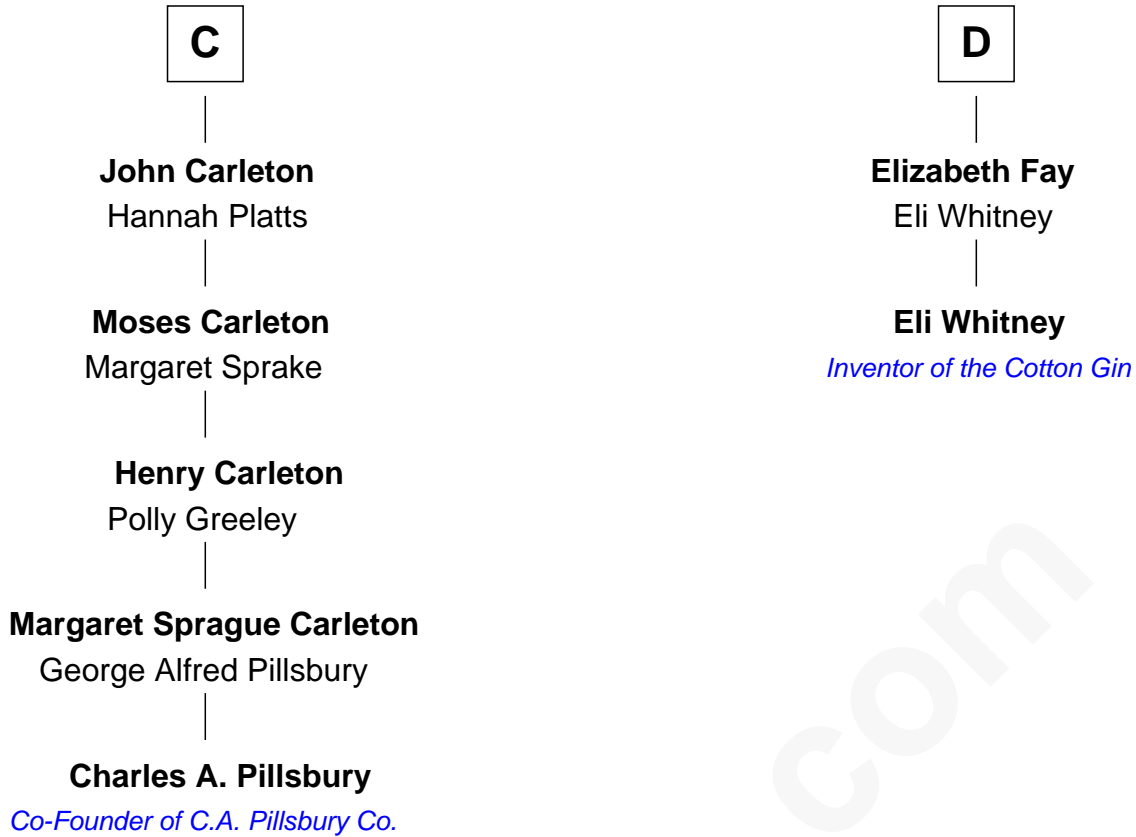 C
John Carleton
Hannah Platts
Moses Carleton
Margaret Sprake
Henry Carleton
Polly Greeley
Margaret Sprague Carleton
George Alfred Pillsbury
Charles A. Pillsbury
Co-Founder of C.A. Pillsbury Co.
D
Elizabeth Fay
Eli Whitney
Eli Whitney
Inventor of the Cotton Gin
com